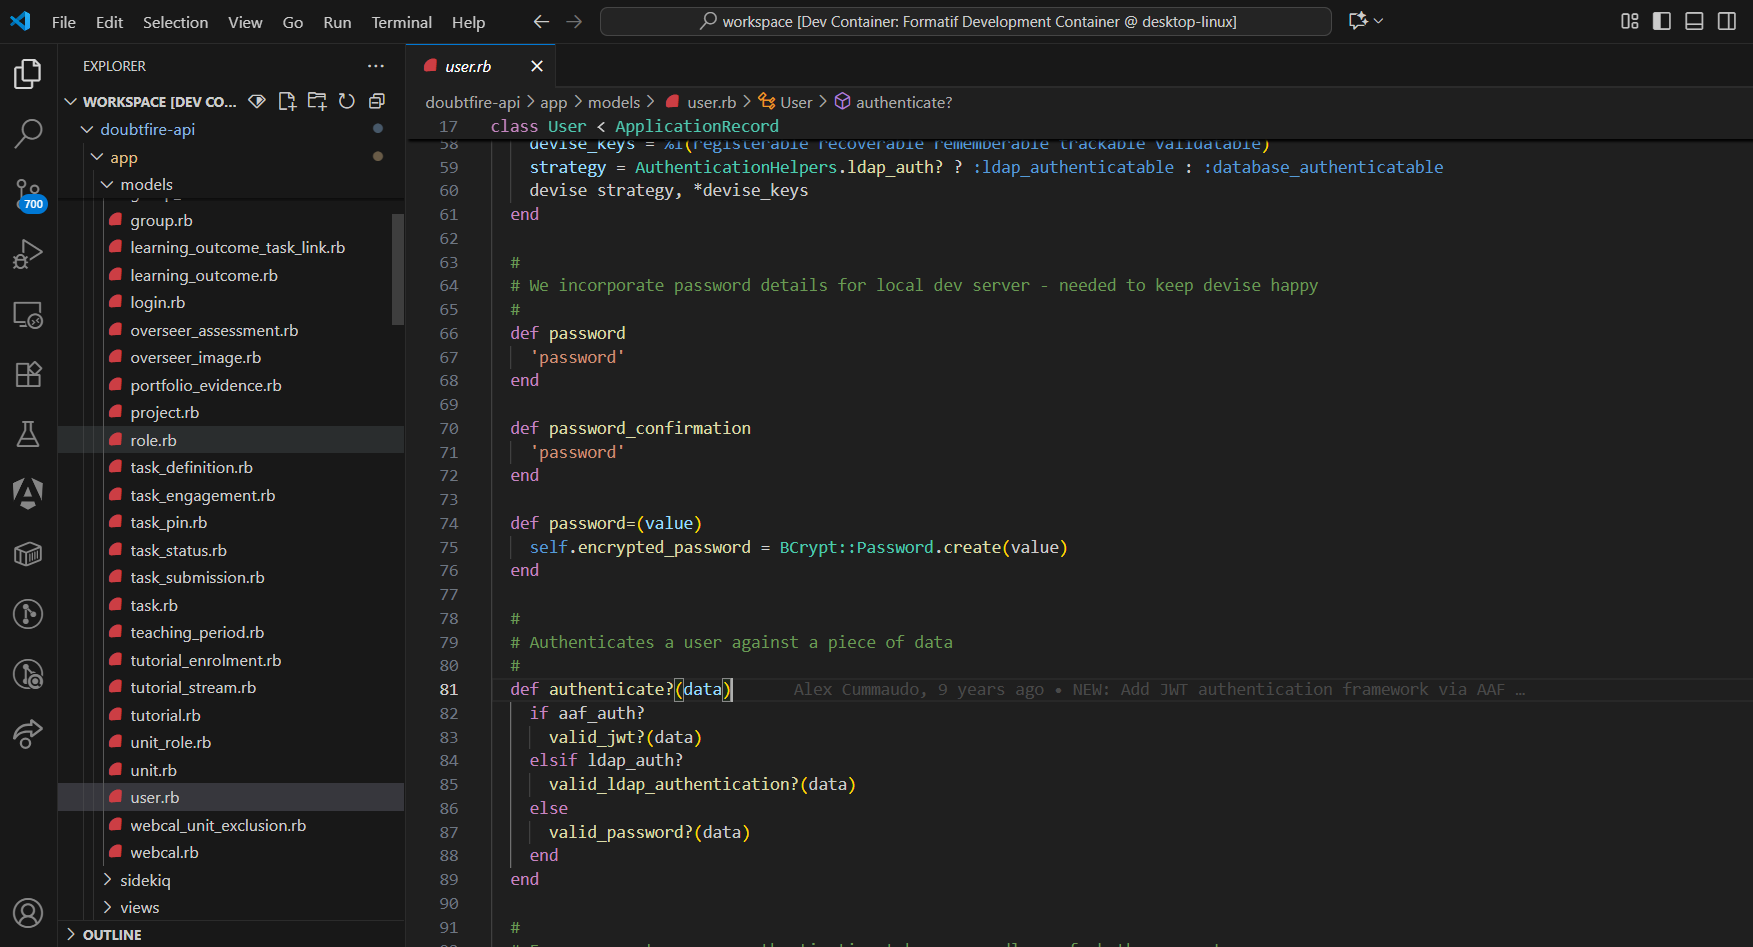 File Edit Selection View Go Run Terminal Help
workspace [Dev Container: Formatif Development Container @ desktop-linux]
EXPLORER
WORKSPACE [DEV CO...
doubtfire-api
app
models
group.rb
learning_outcome_task_link.rb
learning_outcome.rb
login.rb
overseer_assessment.rb
overseer_image.rb
portfolio_evidence.rb
project.rb
role.rb
task_definition.rb
task_engagement.rb
task_pin.rb
task_status.rb
task_submission.rb
task.rb
teaching_period.rb
tutorial_enrolment.rb
tutorial_stream.rb
tutorial.rb
unit_role.rb
unit.rb
user.rb
webcal_unit_exclusion.rb
webcal.rb
sidekiq
views
OUTLINE
700
user.rb
doubtfire-api > app > models > user.rb > User > authenticate?
17 class User < ApplicationRecord
58 devise_keys = %i(registerable recoverable rememberable trackable validatable)
59 strategy = AuthenticationHelpers.ldap_auth? ? :ldap_authenticatable : :database_authenticatable
60 devise strategy, *devise_keys
61 end
62
63 #
64 # We incorporate password details for local dev server - needed to keep devise happy
65 #
66 def password
67 'password'
68 end
69
70 def password_confirmation
71 'password'
72 end
73
74 def password=(value)
75 self.encrypted_password = BCrypt::Password.create(value)
76 end
77
78 #
79 # Authenticates a user against a piece of data
80 #
81 def authenticate?(data) Alex Cummaudo, 9 years ago • NEW: Add JWT authentication framework via AAF …
82 if aaf_auth?
83 valid_jwt?(data)
84 elsif ldap_auth?
85 valid_ldap_authentication?(data)
86 else
87 valid_password?(data)
88 end
89 end
90
91 #